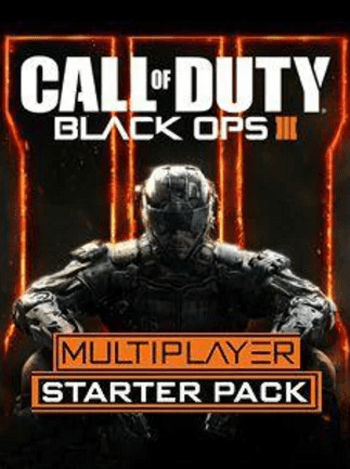 CALL OF DUTY
BLACK OPS III
MULTIPLAYER
STARTER PACK